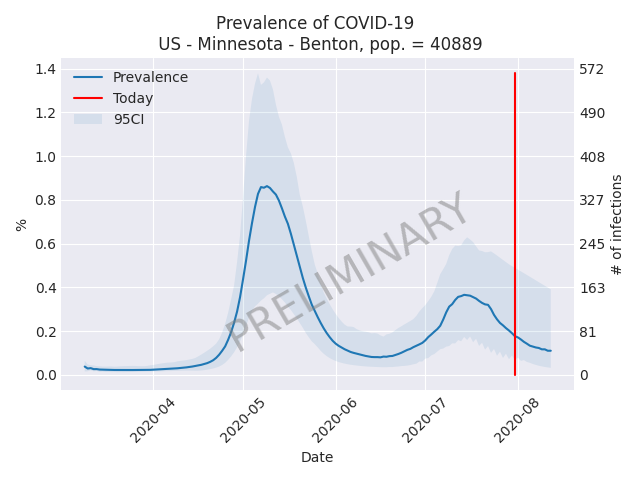 Prevalence of COVID-19
US - Minnesota - Benton, pop. = 40889
Prevalence
Today
95CI
PRELIMINARY
%
1.4
1.2
1.0
0.8
0.6
0.4
0.2
0.0
572
490
408
327
245
163
81
0
# of infections
2020-04
2020-05
2020-06
2020-07
2020-08
Date